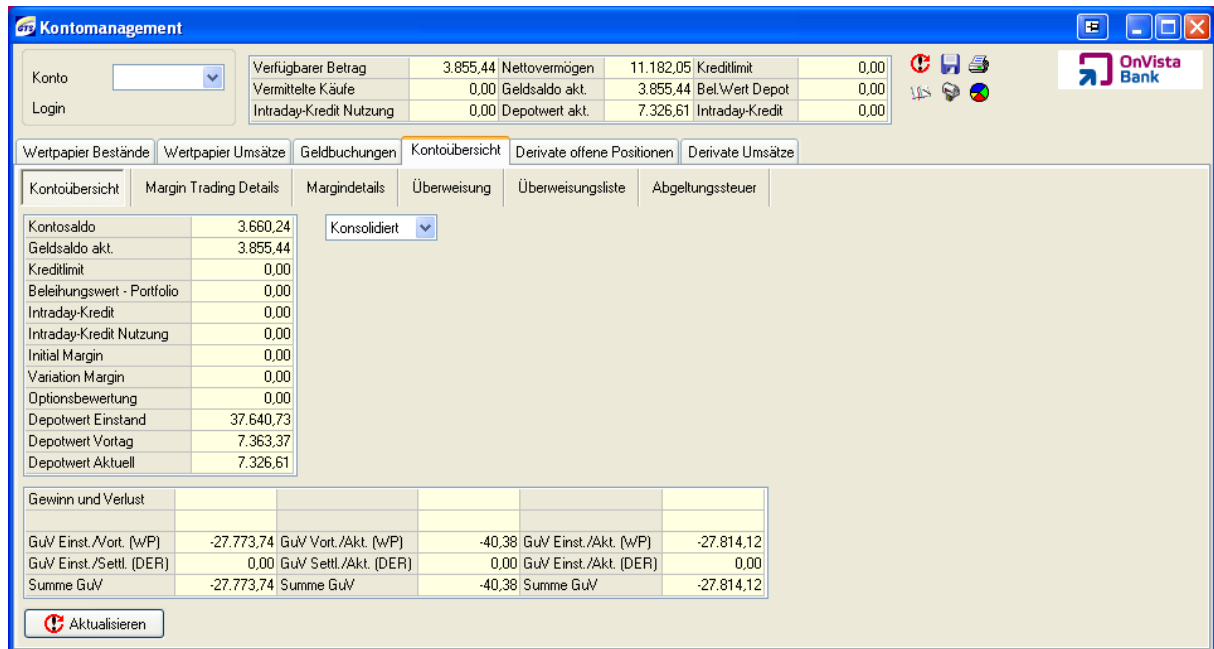 GTS Kontomanagement
Konto
Login
Verfügbarer Betrag 3.855,44 Nettovermögen 11.182,05 Kreditlimit 0,00
Vermittelte Käufe 0,00 Geldsaldo akt. 3.855,44 Bel.Wert Depot 0,00
Intraday-Kredit Nutzung 0,00 Depotwert akt. 7.326,61 Intraday-Kredit 0,00
OnVista
Bank
Wertpapier Bestände Wertpapier Umsätze Geldbuchungen Kontoübersicht Derivate offene Positionen Derivate Umsätze
Kontoübersicht Margin Trading Details Margindetails Überweisung Überweisungsliste Abgeltungssteuer
Kontosaldo 3.660,24 Konsolidiert
Geldsaldo akt. 3.855,44
Kreditlimit 0,00
Beleihungswert - Portfolio 0,00
Intraday-Kredit 0,00
Intraday-Kredit Nutzung 0,00
Initial Margin 0,00
Variation Margin 0,00
Optionsbewertung 0,00
Depotwert Einstand 37.640,73
Depotwert Vortag 7.363,37
Depotwert Aktuell 7.326,61
Gewinn und Verlust
GuV Einst./Vort. (WP) -27.773,74 GuV Vort./Akt. (WP) -40,38 GuV Einst./Akt. (WP) -27.814,12
GuV Einst./Settl. (DER) 0,00 GuV Settl./Akt. (DER) 0,00 GuV Einst./Akt. (DER) 0,00
Summe GuV -27.773,74 Summe GuV -40,38 Summe GuV -27.814,12
Aktualisieren